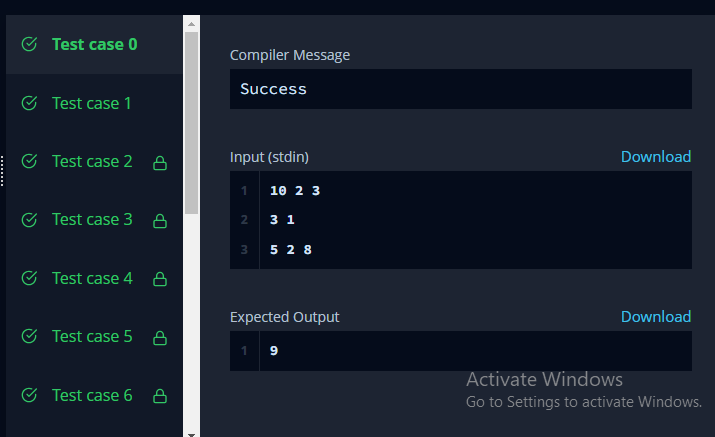 Test case 0
Test case 1
Test case 2
Test case 3
Test case 4
Test case 5
Test case 6
Compiler Message
Success
Input (stdin)
Download
1 10 2 3
2 3 1
3 5 2 8
Expected Output
Download
1 9
Activate Windows
Go to Settings to activate Windows.